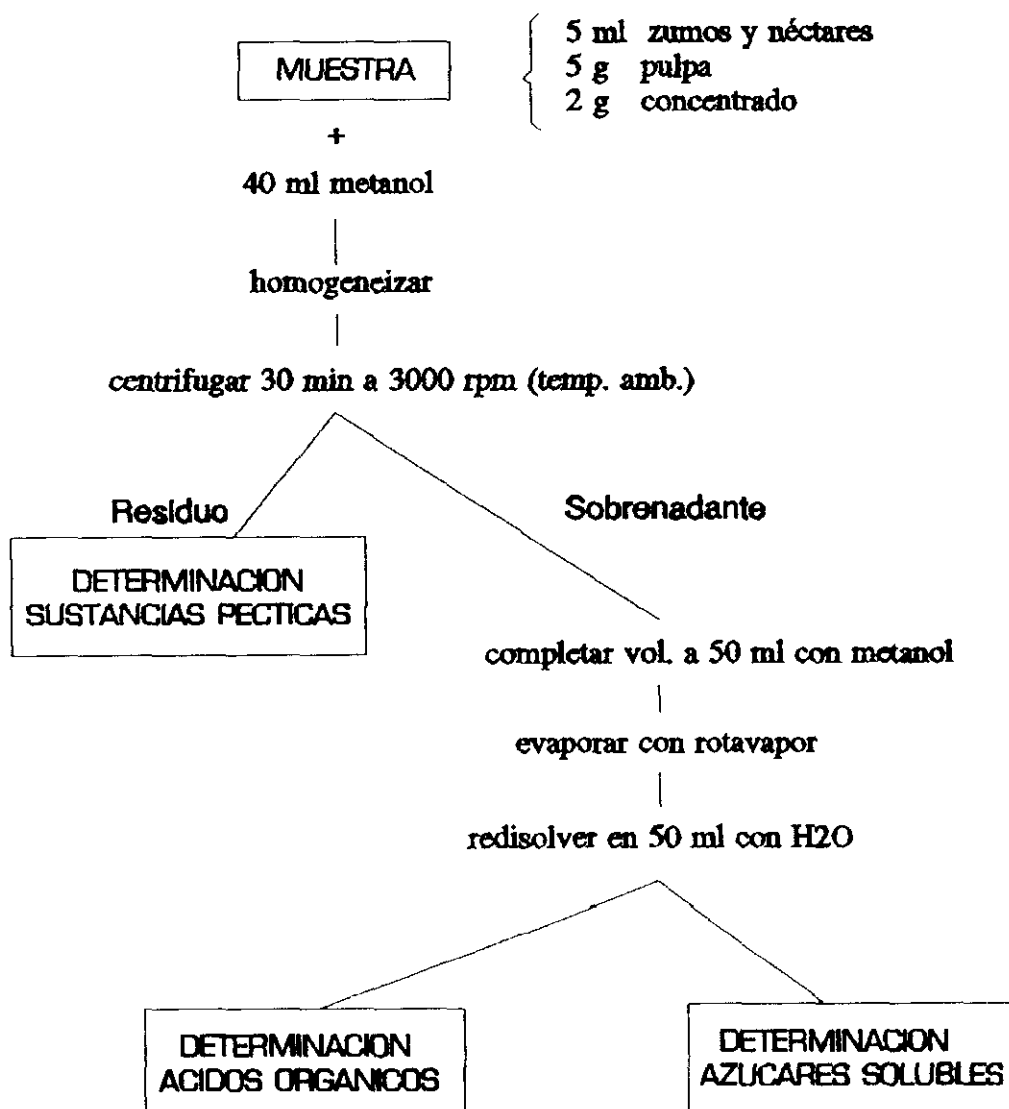 MUESTRA
5 ml zumos y néctares
5 g pulpa
2 g concentrado
+
40 ml metanol
homogeneizar
centrifugar 30 min a 3000 rpm (temp. amb.)
Resíduo
Sobrenadante
DETERMINACION
SUSTANCIAS PECTICAS
completar vol. a 50 ml con metanol
evaporar con rotavapor
redisolver en 50 ml con H2O
DETERMINACION
ACIDOS ORGANICOS
DETERMINACION
AZUCARES SOLUBLES